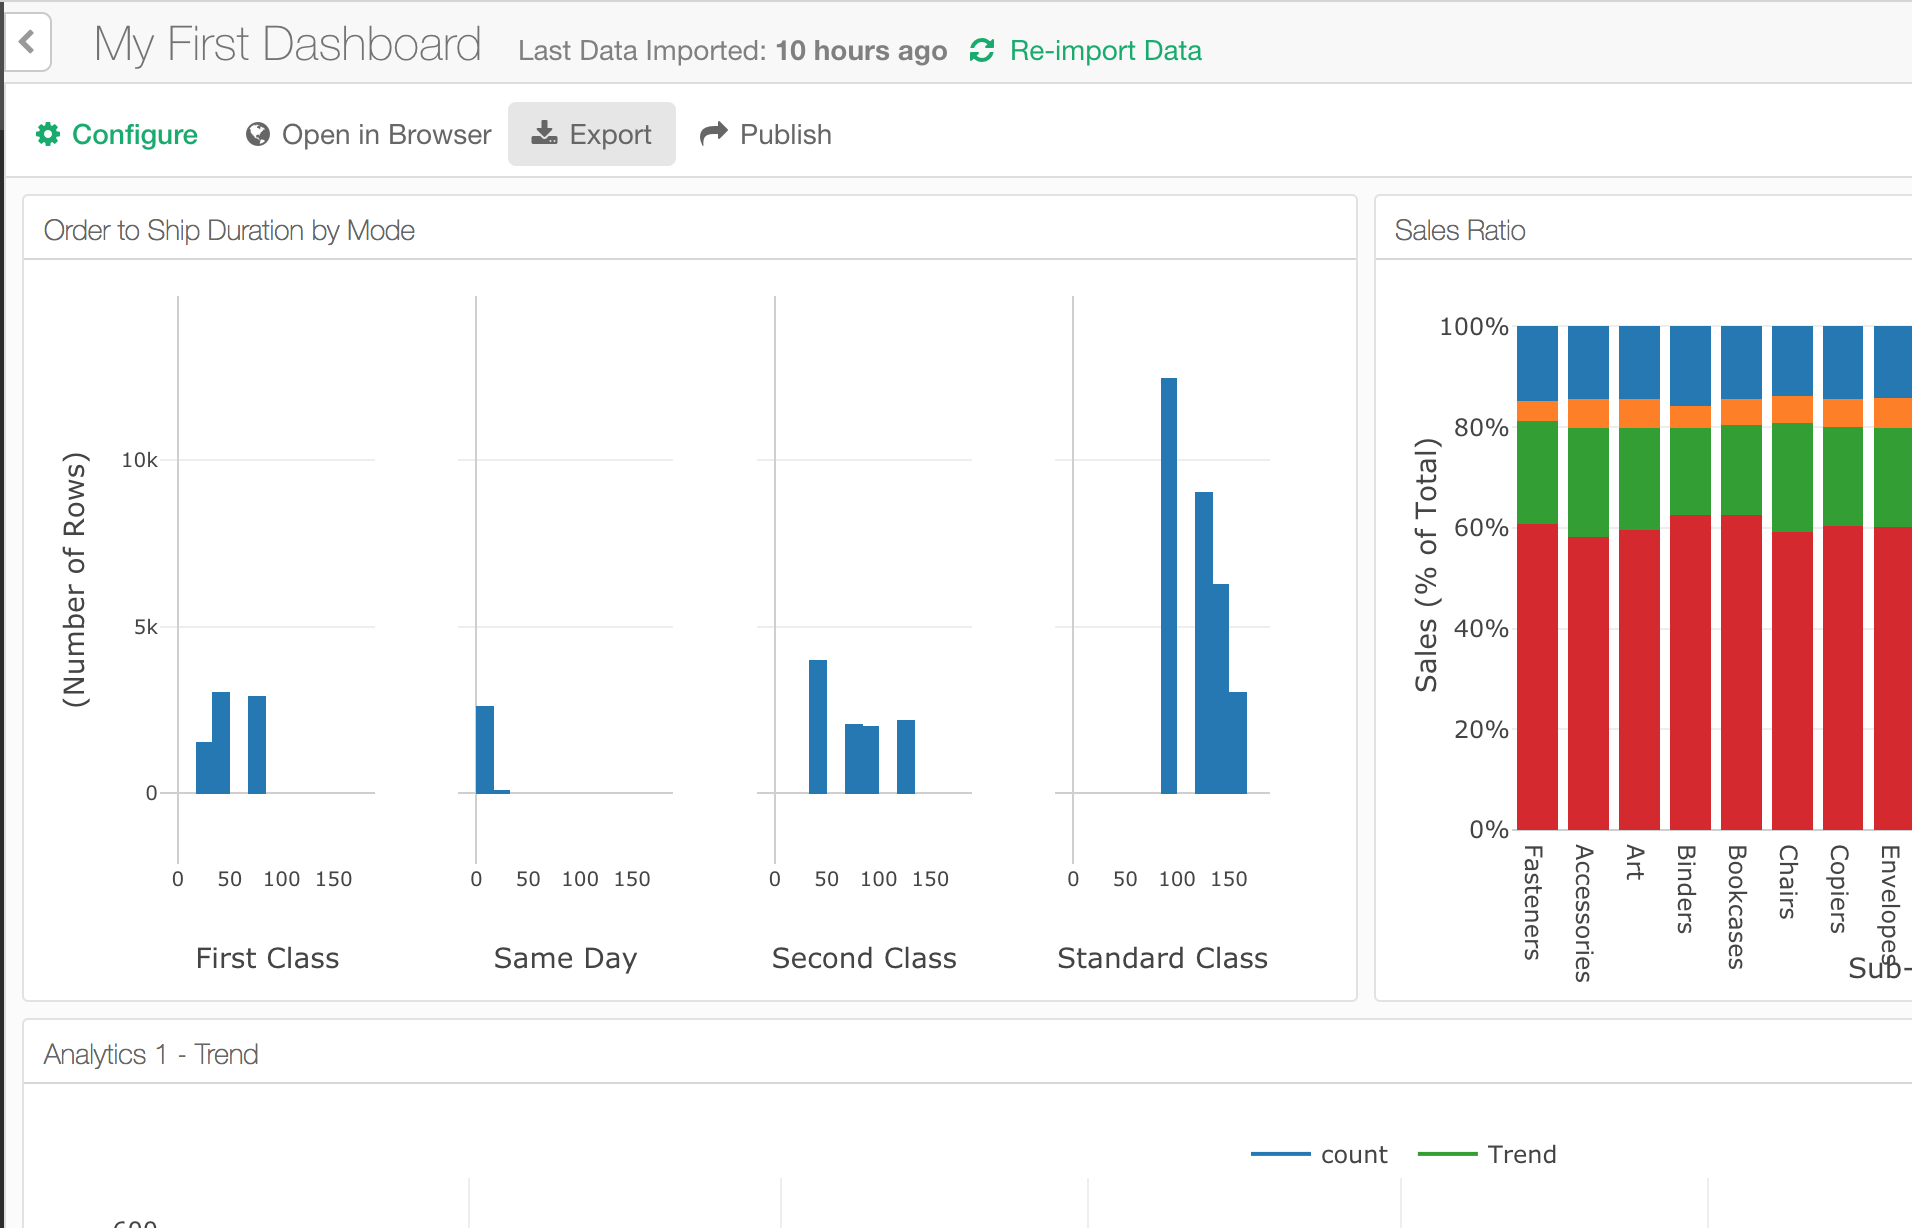 My First Dashboard Last Data Imported: 10 hours ago Re-import Data
Configure Open in Browser Export Publish
Order to Ship Duration by Mode
(Number of Rows)
10k
5k
0
0 50 100 150
0 50 100 150
0 50 100 150
0 50 100 150
First Class
Same Day
Second Class
Standard Class
Sales Ratio
Sales (% of Total)
100%
80%
60%
40%
20%
0%
Fasteners
Accessories
Art
Binders
Bookcases
Chairs
Copiers
Envelopes
Sub-
Analytics 1 - Trend
count
Trend